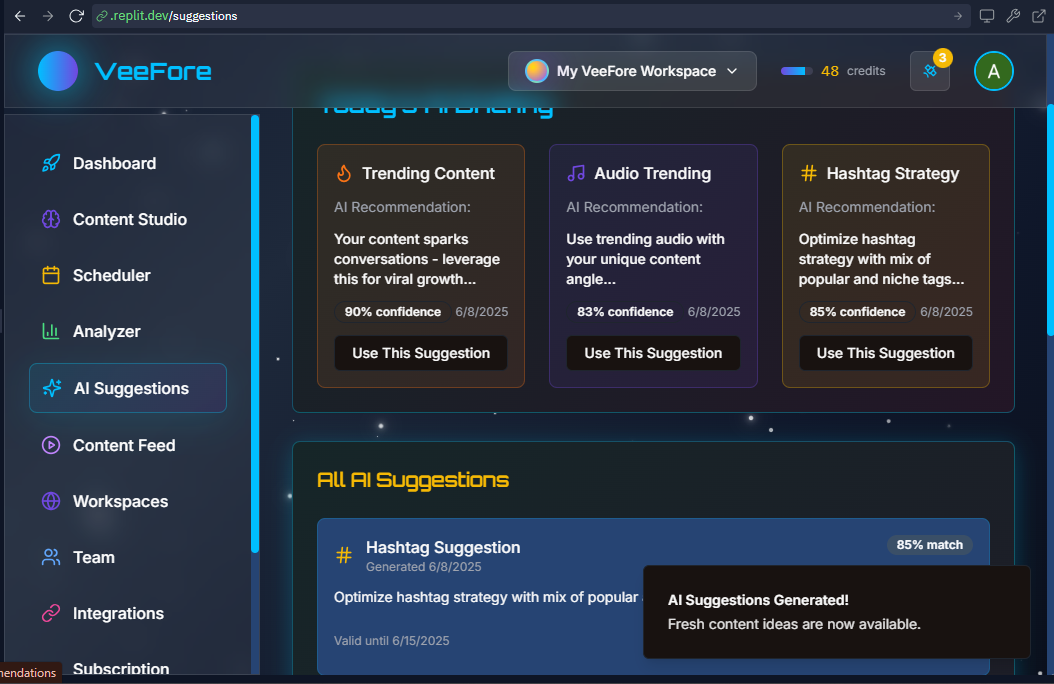 .replit.dev/suggestions
VeeFore
My VeeFore Workspace
48 credits
3
A
Dashboard
Content Studio
Scheduler
Analyzer
AI Suggestions
Content Feed
Workspaces
Team
Integrations
Subscription
Today's AI Briefing
Trending Content
AI Recommendation:
Your content sparks
conversations - leverage
this for viral growth...
90% confidence 6/8/2025
Use This Suggestion
Audio Trending
AI Recommendation:
Use trending audio with
your unique content
angle...
83% confidence 6/8/2025
Use This Suggestion
Hashtag Strategy
AI Recommendation:
Optimize hashtag
strategy with mix of
popular and niche tags...
85% confidence 6/8/2025
Use This Suggestion
All AI Suggestions
Hashtag Suggestion
85% match
Generated 6/8/2025
Optimize hashtag strategy with mix of popular
Valid until 6/15/2025
AI Suggestions Generated!
Fresh content ideas are now available.